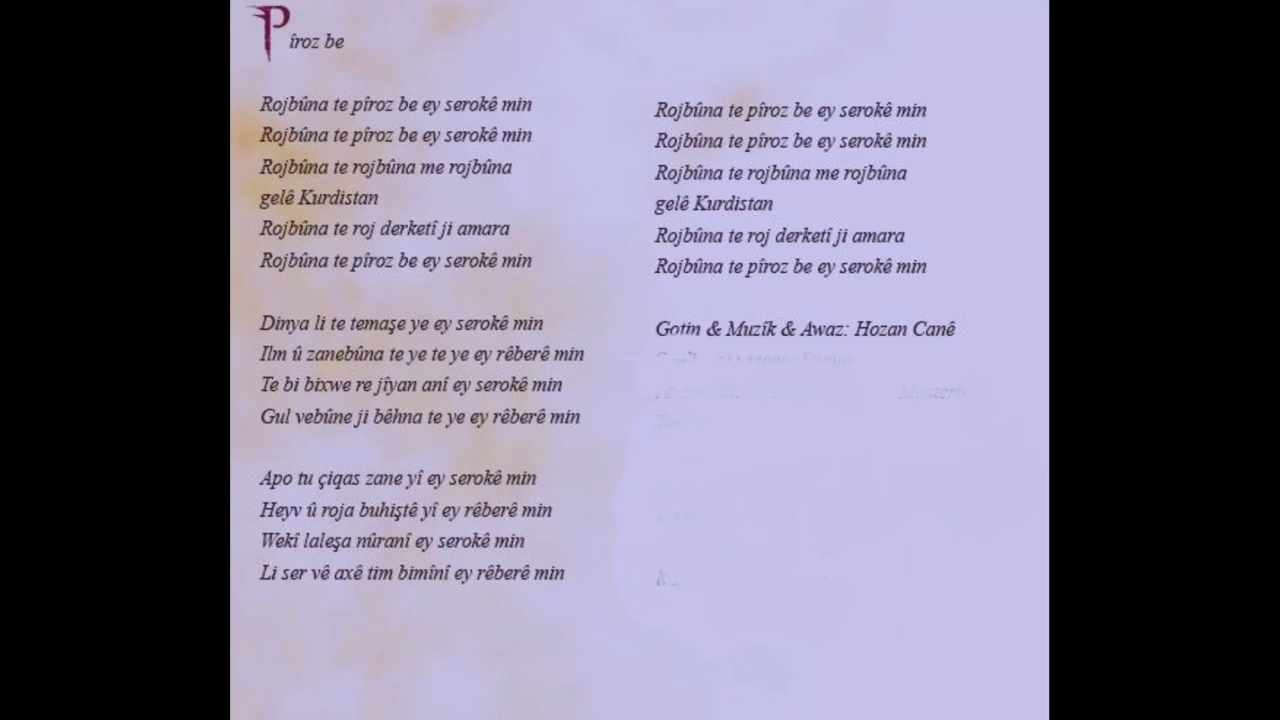 Pîroz be
Rojbûna te pîroz be ey serokê min
Rojbûna te pîroz be ey serokê min
Rojbûna te rojbûna me rojbûna
gelê Kurdistan
Rojbûna te roj derketî ji amara
Rojbûna te pîroz be ey serokê min
Dinya li te temaşe ye ey serokê min
Ilm û zanebûna te ye te ye ey rêberê min
Te bi bixwe re jîyan anî ey serokê min
Gul vebûne ji bêhna te ye ey rêberê min
Apo tu çiqas zane yî ey serokê min
Heyv û roja buhiştê yî ey rêberê min
Wekî laleşa nûranî ey serokê min
Li ser vê axê tim bimînî ey rêberê min
Rojbûna te pîroz be ey serokê min
Rojbûna te pîroz be ey serokê min
Rojbûna te rojbûna me rojbûna
gelê Kurdistan
Rojbûna te roj derketî ji amara
Rojbûna te pîroz be ey serokê min
Gotin & Muzîk & Awaz: Hozan Canê